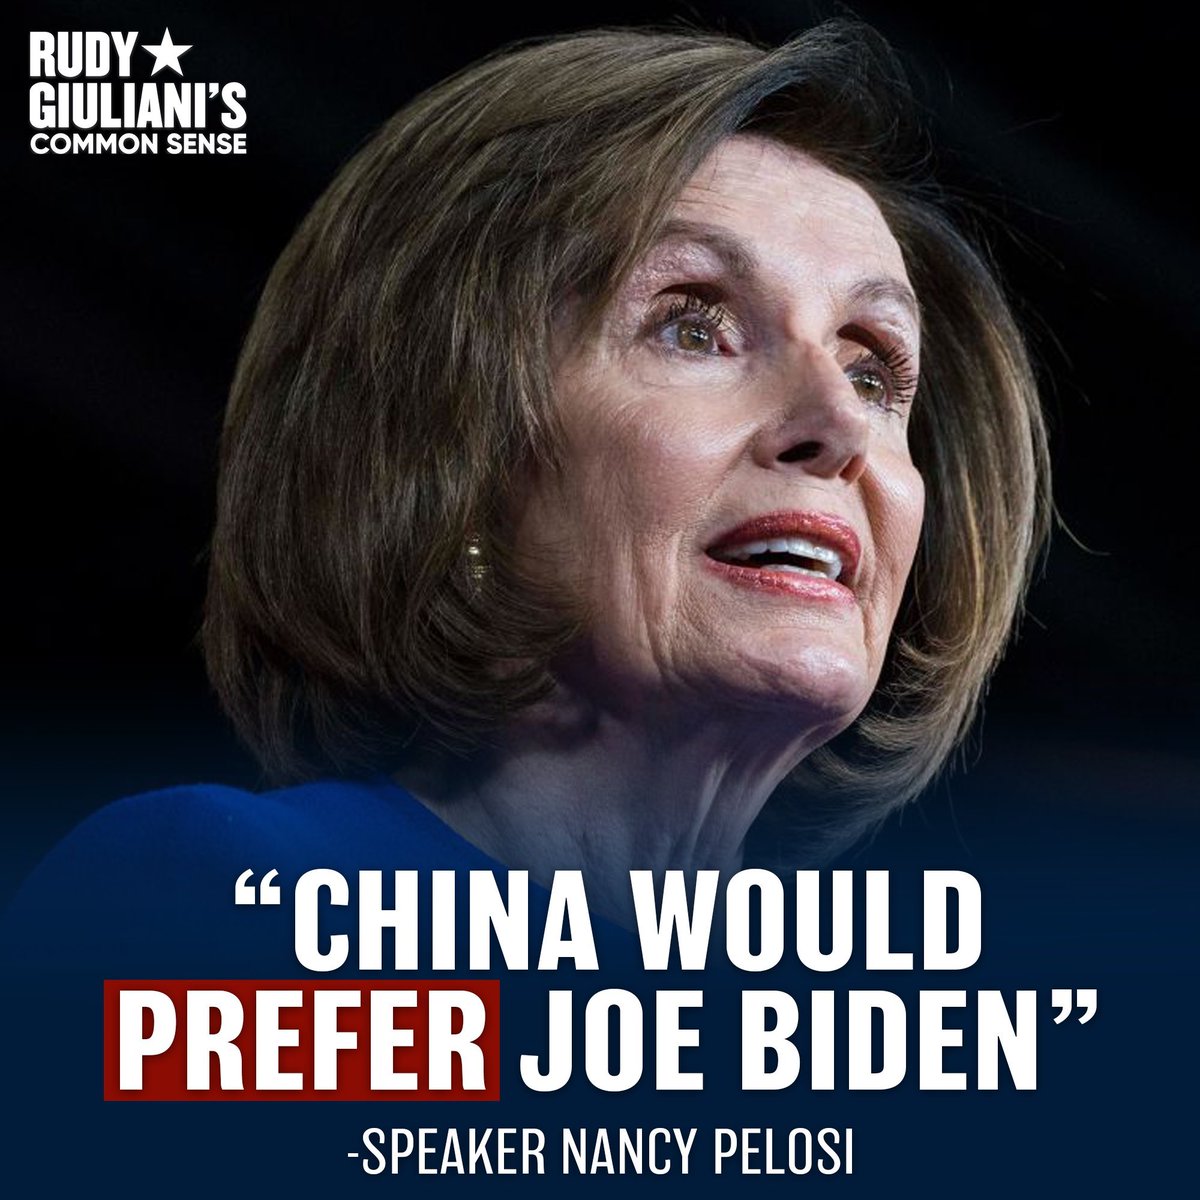 RUDY★
GIULIANI'S
COMMON SENSE
“CHINA WOULD
PREFER JOE BIDEN”
-SPEAKER NANCY PELOSI